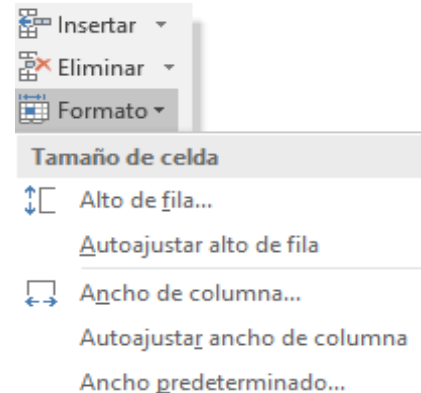 Insertar
Eliminar
Formato
Tamaño de celda
Alto de fila...
Autoajustar alto de fila
Ancho de columna...
Autoajustar ancho de columna
Ancho predeterminado...